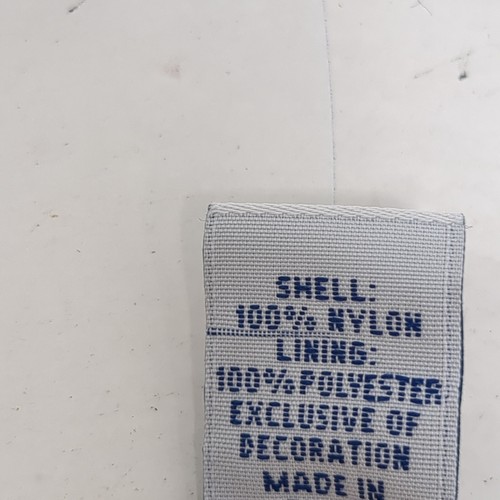 SHELL:
100% NYLON
LINING:
100% POLYESTER
EXCLUSIVE OF
DECORATION
MADE IN